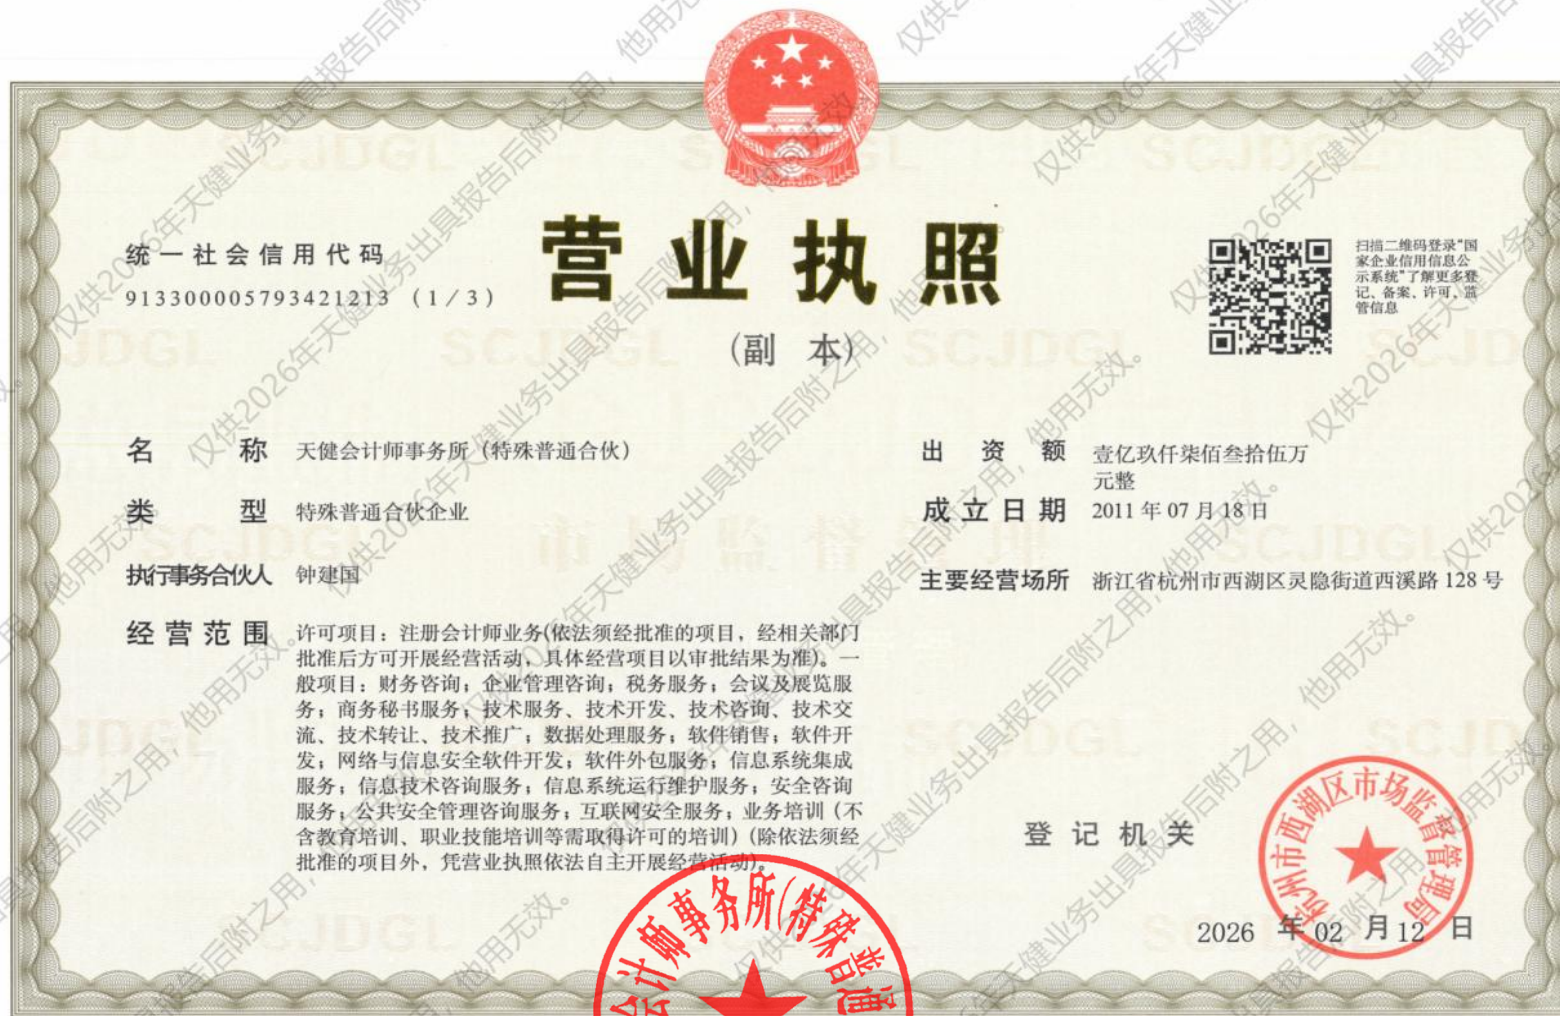 营业执照
（副 本）
统一社会信用代码
913300005793421213（1/3）
扫描二维码登录“国
家企业信用信息公
示系统”了解更多登
记、备案、许可、监
管信息
名 称 天健会计师事务所（特殊普通合伙）
类 型 特殊普通合伙企业
执行事务合伙人 钟建国
经营范围 许可项目：注册会计师业务(依法须经批准的项目，经相关部门
批准后方可开展经营活动，具体经营项目以审批结果为准)。一
般项目：财务咨询；企业管理咨询；税务服务；会议及展览服
务；商务秘书服务；技术服务、技术开发、技术咨询、技术交
流、技术转让、技术推广；数据处理服务；软件销售；软件开
发；网络与信息安全软件开发；软件外包服务；信息系统集成
服务；信息技术咨询服务；信息系统运行维护服务；安全咨询
服务；公共安全管理咨询服务；互联网安全服务；业务培训（不
含教育培训、职业技能培训等需取得许可的培训）(除依法须经
批准的项目外，凭营业执照依法自主开展经营活动)。
出资额 壹亿玖仟柒佰叁拾伍万
元整
成立日期 2011年07月18日
主要经营场所 浙江省杭州市西湖区灵隐街道西溪路128号
登记机关
杭州市西湖区市场监督管理局
2026 年 02 月 12 日
会计师事务所(特殊普通
仅供2026年天健业务出具报告后附之用，他用无效。
SCJDGL
市场监督管理